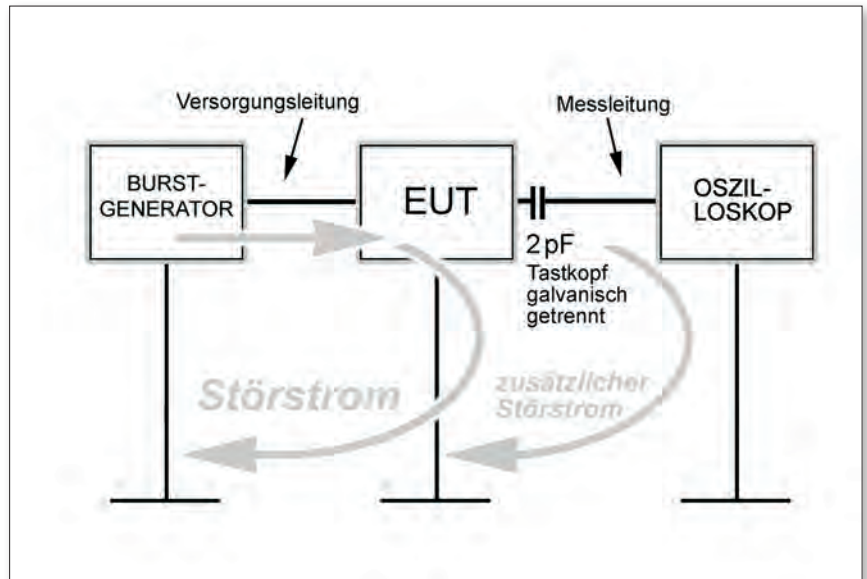 Versorgungsleitung
Messleitung
BURST-
GENERATOR
EUT
OSZIL-
LOSKOP
2 pF
Tastkopf
galvanisch
getrennt
Störstrom
zusätzlicher
Störstrom